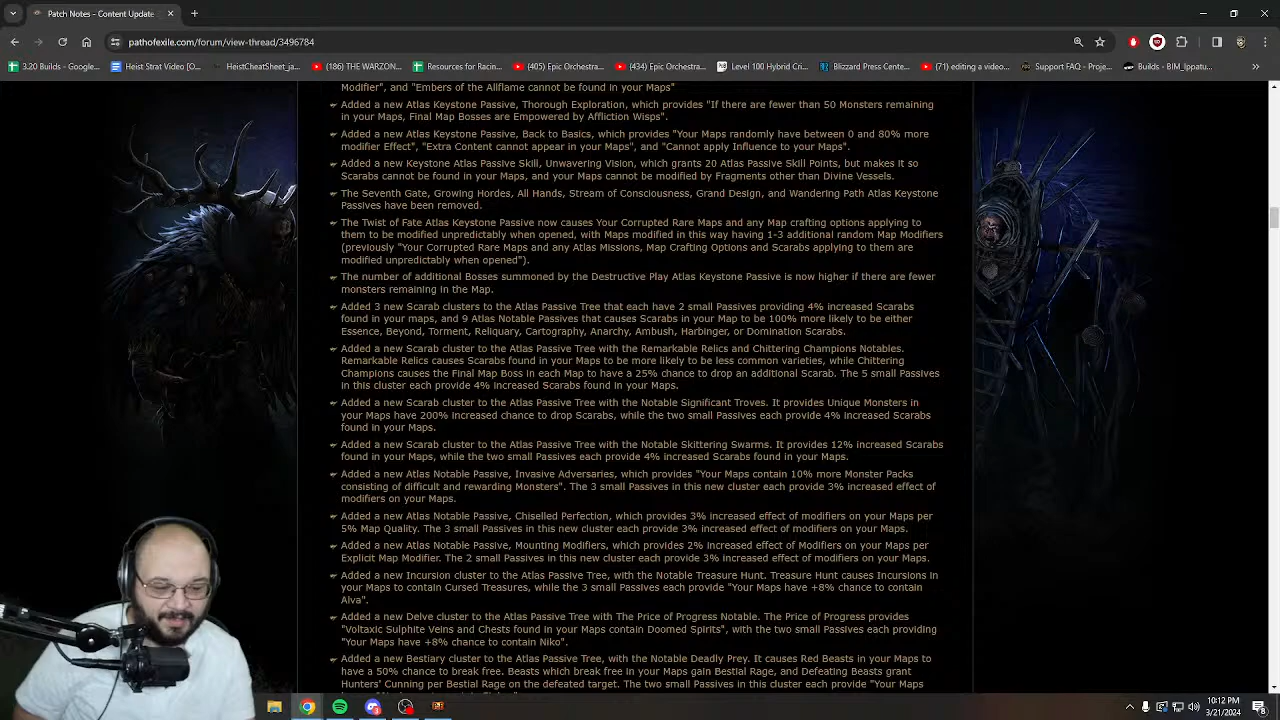 Patch Notes
pathofexile.com/forum/view-thread/3496784
3.20 Builds - Goog...
Heist Strat Video [O...
HeistCheatSheet_ja...
(186) THE WARZON...
Resources for Racin...
(405) Epic Orchestra...
(434) Epic Orchestra...
Level 100 Hybrid Cri...
Blizzard Press Cente...
(71) editing a video...
Support FAQ - Proje...
Builds - BIM_Ippatu...
Modifier", and "Embers of the Allflame cannot be found in your Maps"
Added a new Atlas Keystone Passive, Thorough Exploration, which provides "If there are fewer than 50 Monsters remaining
in your Maps, Final Map Bosses are Empowered by Affliction Wisps".
Added a new Atlas Keystone Passive, Back to Basics, which provides "Your Maps randomly have between 0 and 80% more
modifier Effect", "Extra Content cannot appear in your Maps", and "Cannot apply Influence to your Maps".
Added a new Keystone Atlas Passive Skill, Unwavering Vision, which grants 20 Atlas Passive Skill Points, but makes it so
Scarabs cannot be found in your Maps, and your Maps cannot be modified by Fragments other than Divine Vessels.
The Seventh Gate, Growing Hordes, All Hands, Stream of Consciousness, Grand Design, and Wandering Path Atlas Keystone
Passives have been removed.
The Twist of Fate Atlas Keystone Passive now causes Your Corrupted Rare Maps and any Map crafting options applying to
them to be modified unpredictably when opened, with Maps modified in this way having 1-3 additional random Map Modifiers
(previously "Your Corrupted Rare Maps and any Atlas Missions, Map Crafting Options and Scarabs applying to them are
modified unpredictably when opened").
The number of additional Bosses summoned by the Destructive Play Atlas Keystone Passive is now higher if there are fewer
monsters remaining in the Map.
Added 3 new Scarab clusters to the Atlas Passive Tree that each have 2 small Passives providing 4% increased Scarabs
found in your maps, and 9 Atlas Notable Passives that causes Scarabs in your Map to be 100% more likely to be either
Essence, Beyond, Torment, Reliquary, Cartography, Anarchy, Ambush, Harbinger, or Domination Scarabs.
Added a new Scarab cluster to the Atlas Passive Tree with the Remarkable Relics and Chittering Champions Notables.
Remarkable Relics causes Scarabs found in your Maps to be more likely to be less common varieties, while Chittering
Champions causes the Final Map Boss in each Map to have a 25% chance to drop an additional Scarab. The 5 small Passives
in this cluster each provide 4% increased Scarabs found in your Maps.
Added a new Scarab cluster to the Atlas Passive Tree with the Notable Significant Troves. It provides Unique Monsters in
your Maps have 200% increased chance to drop Scarabs, while the two small Passives each provide 4% increased Scarabs
found in your Maps.
Added a new Scarab cluster to the Atlas Passive Tree with the Notable Skittering Swarms. It provides 12% increased Scarabs
found in your Maps, while the two small Passives each provide 4% increased Scarabs found in your Maps.
Added a new Atlas Notable Passive, Invasive Adversaries, which provides "Your Maps contain 10% more Monster Packs
consisting of difficult and rewarding Monsters". The 3 small Passives in this new cluster each provide 3% increased effect of
modifiers on your Maps.
Added a new Atlas Notable Passive, Chiselled Perfection, which provides 3% increased effect of modifiers on your Maps per
5% Map Quality. The 3 small Passives in this new cluster each provide 3% increased effect of modifiers on your Maps.
Added a new Atlas Notable Passive, Mounting Modifiers, which provides 2% increased effect of Modifiers on your Maps per
Explicit Map Modifier. The 2 small Passives in this new cluster each provide 3% increased effect of modifiers on your Maps.
Added a new Incursion cluster to the Atlas Passive Tree, with the Notable Treasure Hunt. Treasure Hunt causes Incursions in
your Maps to contain Cursed Treasures, while the 3 small Passives each provide "Your Maps have +8% chance to contain
Alva".
Added a new Delve cluster to the Atlas Passive Tree with The Price of Progress Notable. The Price of Progress provides
"Voltaxic Sulphite Veins and Chests found in your Maps contain Doomed Spirits", with the two small Passives each providing
"Your Maps have +8% chance to contain Niko".
Added a new Bestiary cluster to the Atlas Passive Tree, with the Notable Deadly Prey. It causes Red Beasts in your Maps to
have a 50% chance to break free. Beasts which break free in your Maps gain Bestial Rage, and Defeating Beasts grant
Hunters' Cunning per Bestial Rage on the defeated target. The two small Passives in this cluster each provide "Your Maps
10:12 PM
3/21/2024